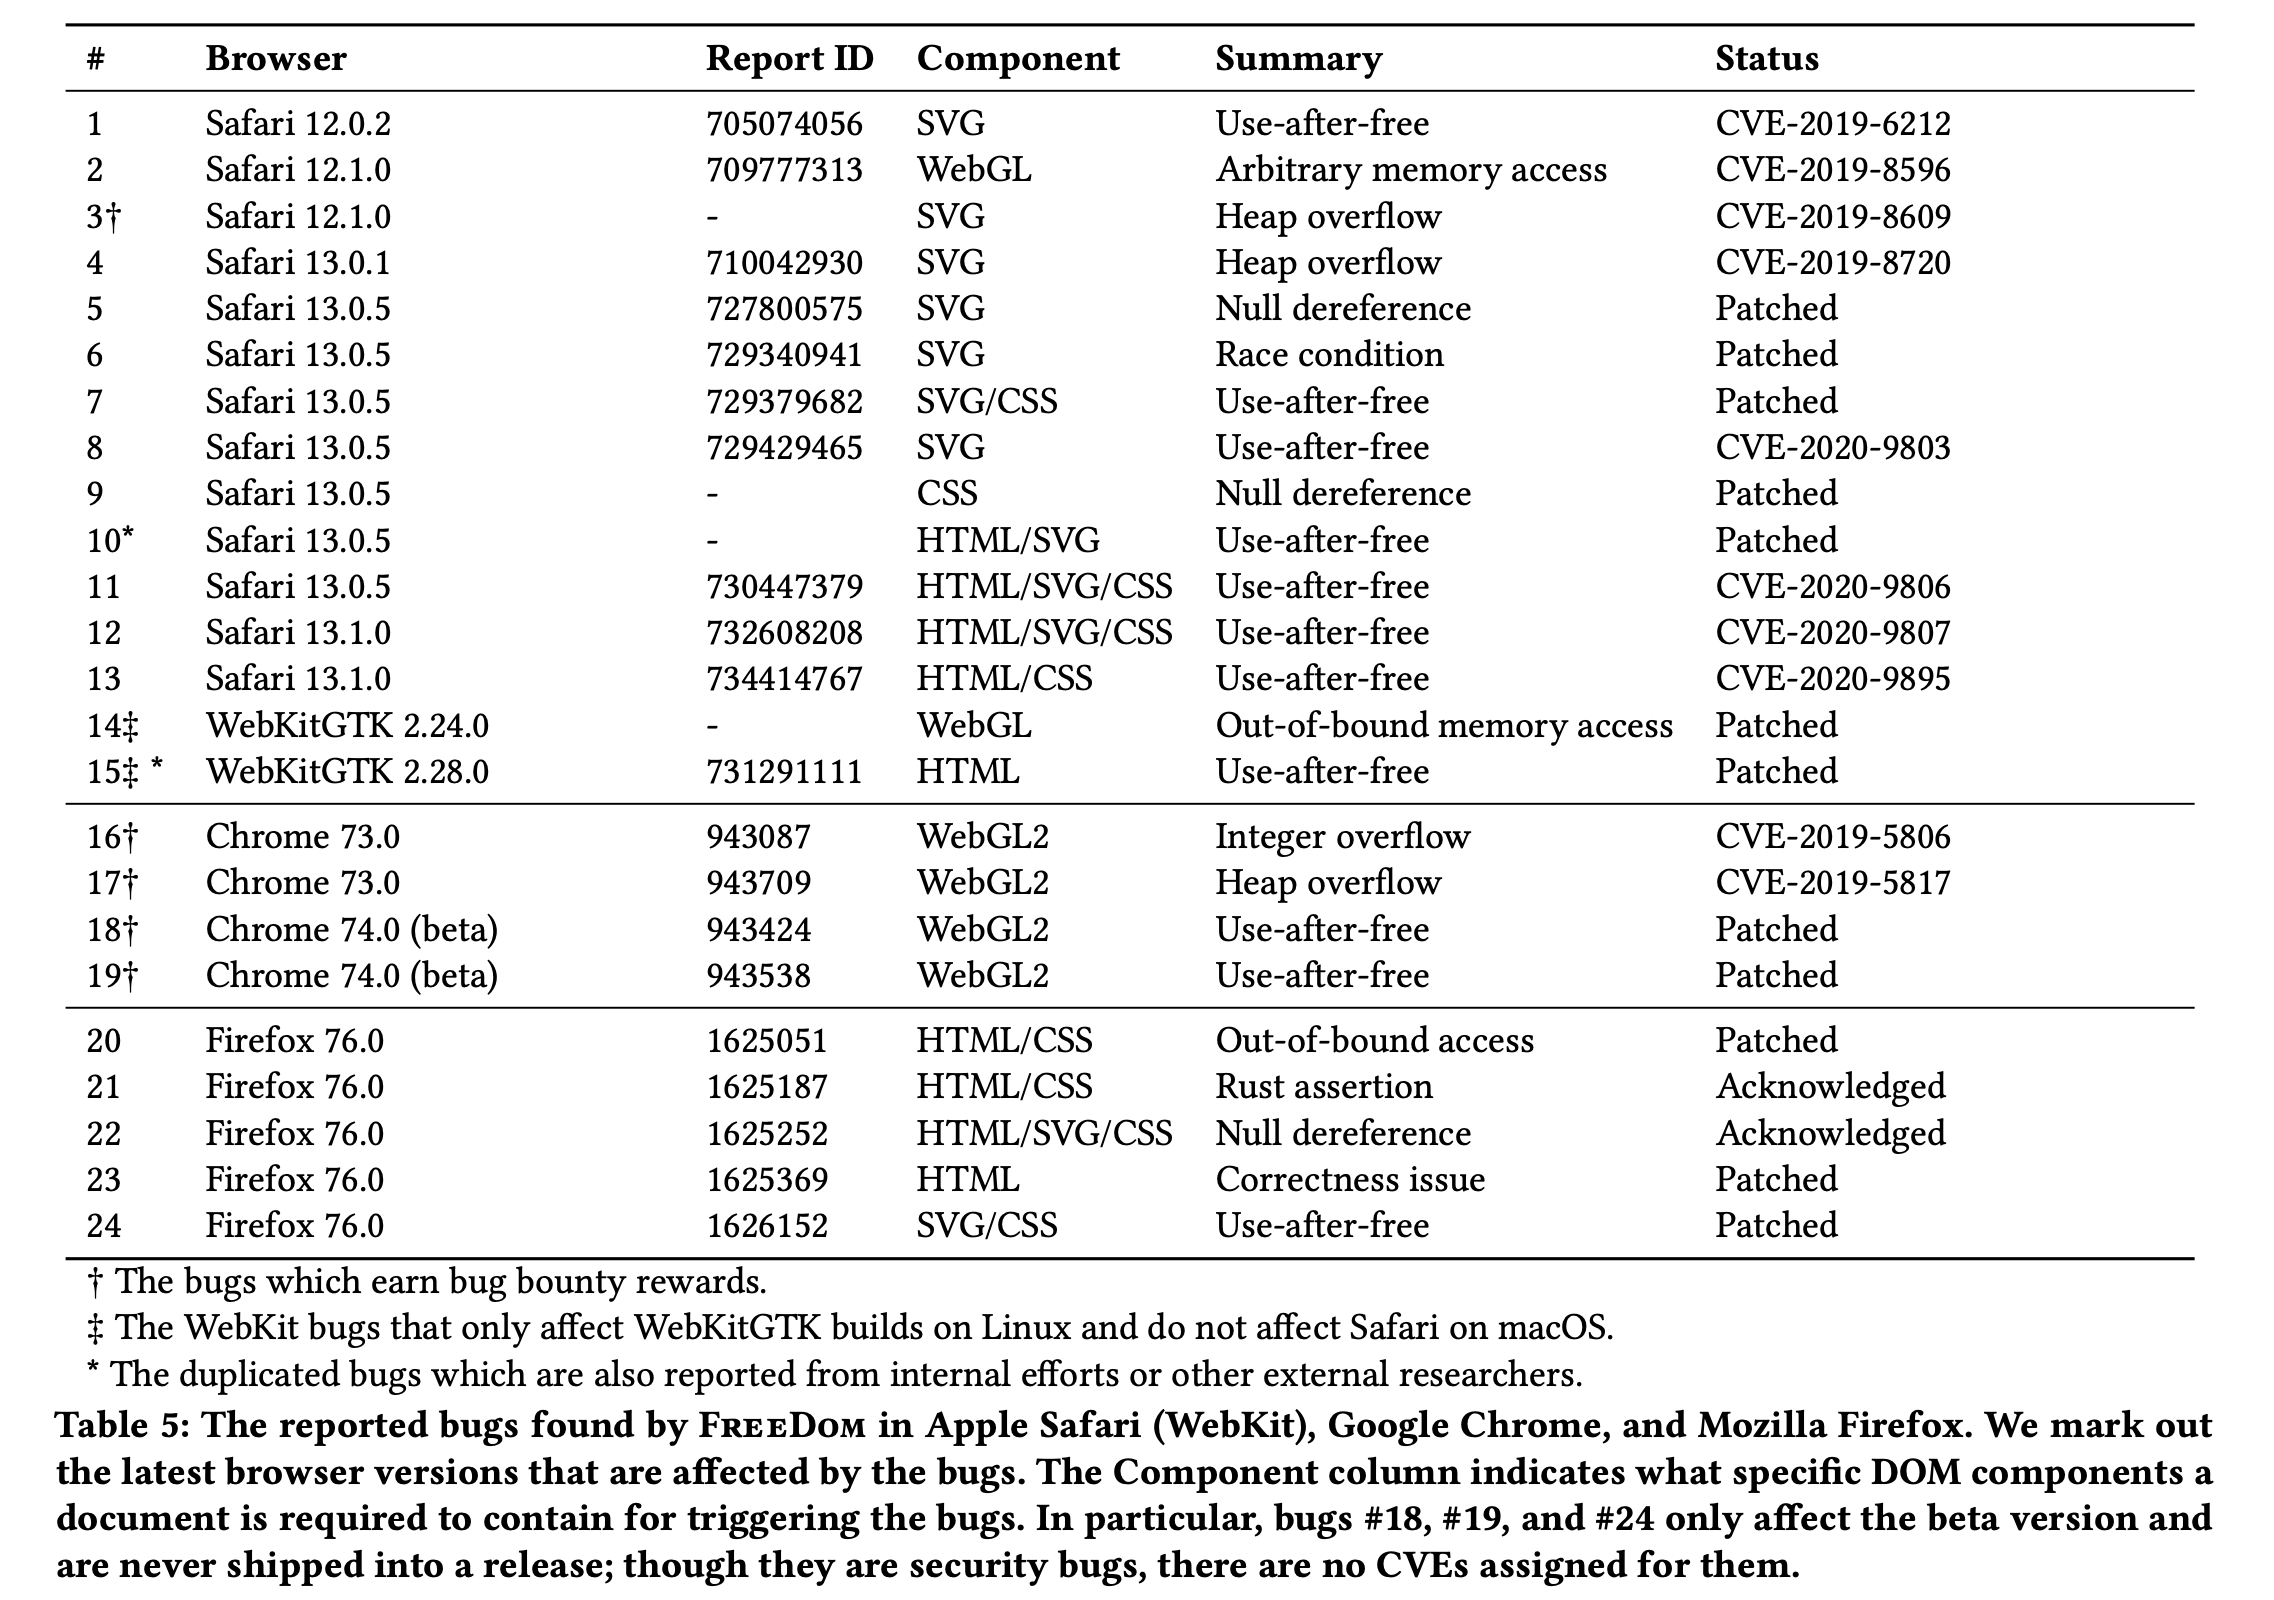 # Browser Report ID Component Summary Status
1 Safari 12.0.2 705074056 SVG Use-after-free CVE-2019-6212
2 Safari 12.1.0 709777313 WebGL Arbitrary memory access CVE-2019-8596
3† Safari 12.1.0 - SVG Heap overflow CVE-2019-8609
4 Safari 13.0.1 710042930 SVG Heap overflow CVE-2019-8720
5 Safari 13.0.5 727800575 SVG Null dereference Patched
6 Safari 13.0.5 729340941 SVG Race condition Patched
7 Safari 13.0.5 729379682 SVG/CSS Use-after-free Patched
8 Safari 13.0.5 729429465 SVG Use-after-free CVE-2020-9803
9 Safari 13.0.5 - CSS Null dereference Patched
10* Safari 13.0.5 - HTML/SVG Use-after-free Patched
11 Safari 13.0.5 730447379 HTML/SVG/CSS Use-after-free CVE-2020-9806
12 Safari 13.1.0 732608208 HTML/SVG/CSS Use-after-free CVE-2020-9807
13 Safari 13.1.0 734414767 HTML/CSS Use-after-free CVE-2020-9895
14‡ WebKitGTK 2.24.0 - WebGL Out-of-bound memory access Patched
15‡ * WebKitGTK 2.28.0 731291111 HTML Use-after-free Patched
16† Chrome 73.0 943087 WebGL2 Integer overflow CVE-2019-5806
17† Chrome 73.0 943709 WebGL2 Heap overflow CVE-2019-5817
18† Chrome 74.0 (beta) 943424 WebGL2 Use-after-free Patched
19† Chrome 74.0 (beta) 943538 WebGL2 Use-after-free Patched
20 Firefox 76.0 1625051 HTML/CSS Out-of-bound access Patched
21 Firefox 76.0 1625187 HTML/CSS Rust assertion Acknowledged
22 Firefox 76.0 1625252 HTML/SVG/CSS Null dereference Acknowledged
23 Firefox 76.0 1625369 HTML Correctness issue Patched
24 Firefox 76.0 1626152 SVG/CSS Use-after-free Patched
† The bugs which earn bug bounty rewards.
‡ The WebKit bugs that only affect WebKitGTK builds on Linux and do not affect Safari on macOS.
* The duplicated bugs which are also reported from internal efforts or other external researchers.
Table 5: The reported bugs found by FREEDOM in Apple Safari (WebKit), Google Chrome, and Mozilla Firefox. We mark out
the latest browser versions that are affected by the bugs. The Component column indicates what specific DOM components a
document is required to contain for triggering the bugs. In particular, bugs #18, #19, and #24 only affect the beta version and
are never shipped into a release; though they are security bugs, there are no CVEs assigned for them.